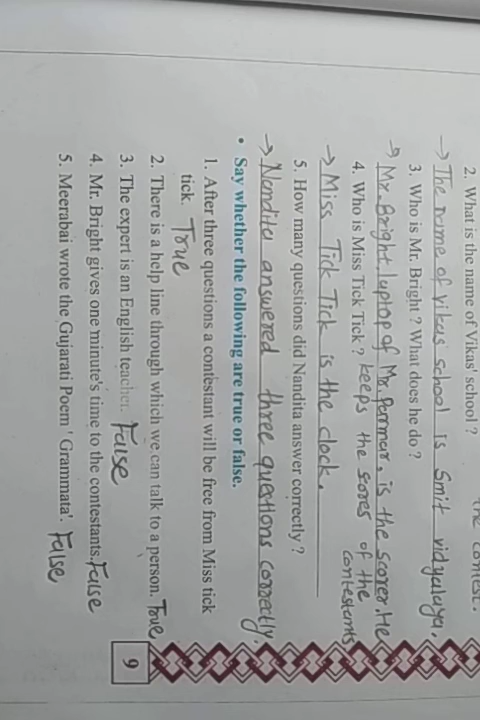 the contest.
2. What is the name of Vikas' school ?
→ The name of vikas school is Smit vidyalaya.
3. Who is Mr. Bright ? What does he do ?
→ Mr. Bright laptop of Mr. Parmar. is the scorer. He
4. Who is Miss Tick Tick ? keeps the scores of the contestants
→ Miss Tick Tick is the clock.
5. How many questions did Nandita answer correctly ?
→ Nandita answered three questions correctly.
• Say whether the following are true or false.
1. After three questions a contestant will be free from Miss tick
tick. True
2. There is a help line through which we can talk to a person. True
3. The expert is an English teacher. False
4. Mr. Bright gives one minute's time to the contestants. False
5. Meerabai wrote the Gujarati Poem ' Grammata'. False
9